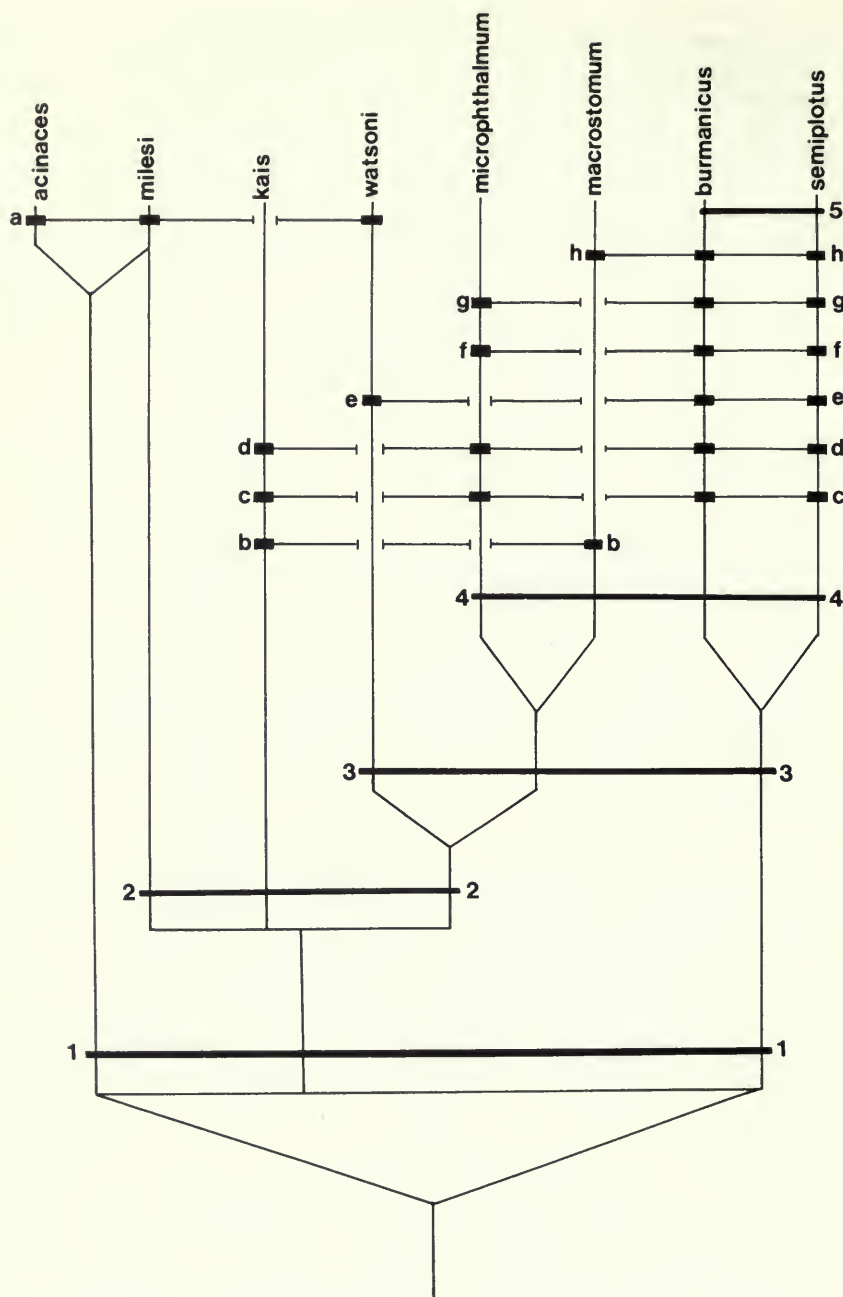 acinaces
milesi
kais
watsoni
microphthalmum
macrostomum
burmanicus
semiplotus
a
5
h h
g g
f f
e e
d d
c c
b b
4 4
3 3
2 2
1 1